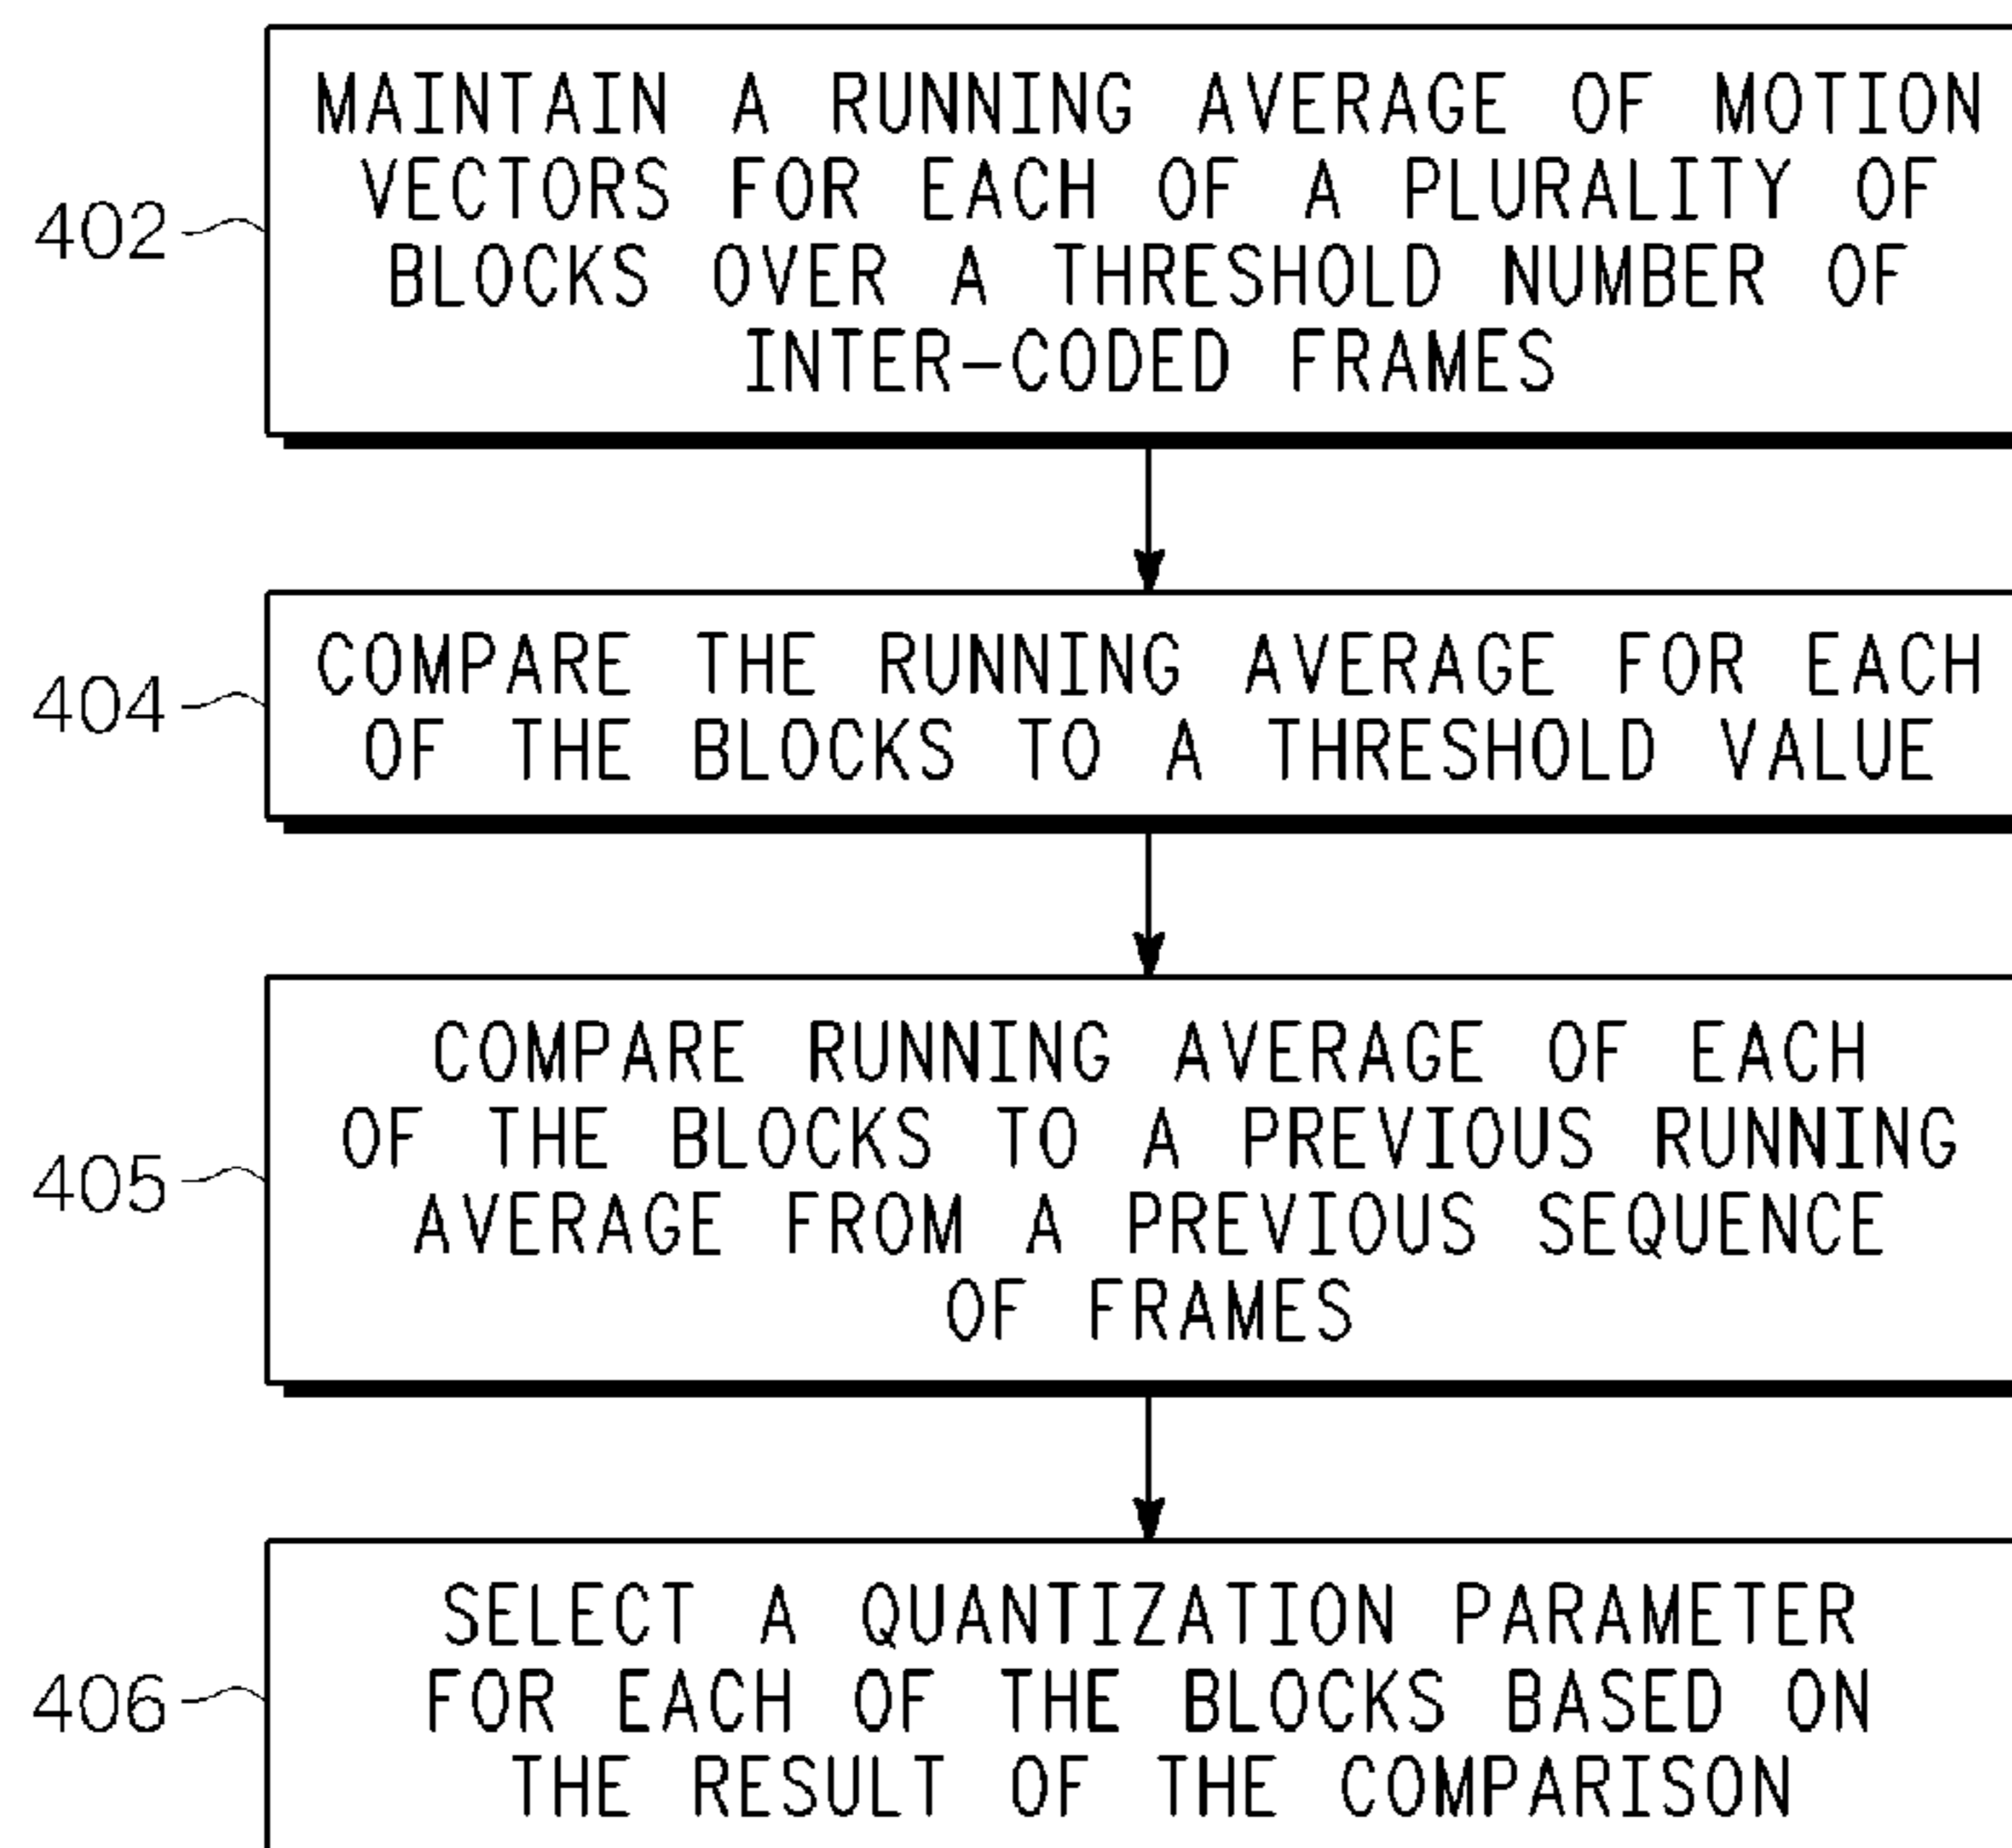 MAINTAIN A RUNNING AVERAGE OF MOTION
VECTORS FOR EACH OF A PLURALITY OF
402
BLOCKS OVER A THRESHOLD NUMBER OF
INTER-CODED FRAMES
COMPARE THE RUNNING AVERAGE FOR EACH
404
OF THE BLOCKS TO A THRESHOLD VALUE
COMPARE RUNNING AVERAGE OF EACH
OF THE BLOCKS TO A PREVIOUS RUNNING
405
AVERAGE FROM A PREVIOUS SEQUENCE
OF FRAMES
SELECT A QUANTIZATION PARAMETER
406
FOR EACH OF THE BLOCKS BASED ON
THE RESULT OF THE COMPARISON